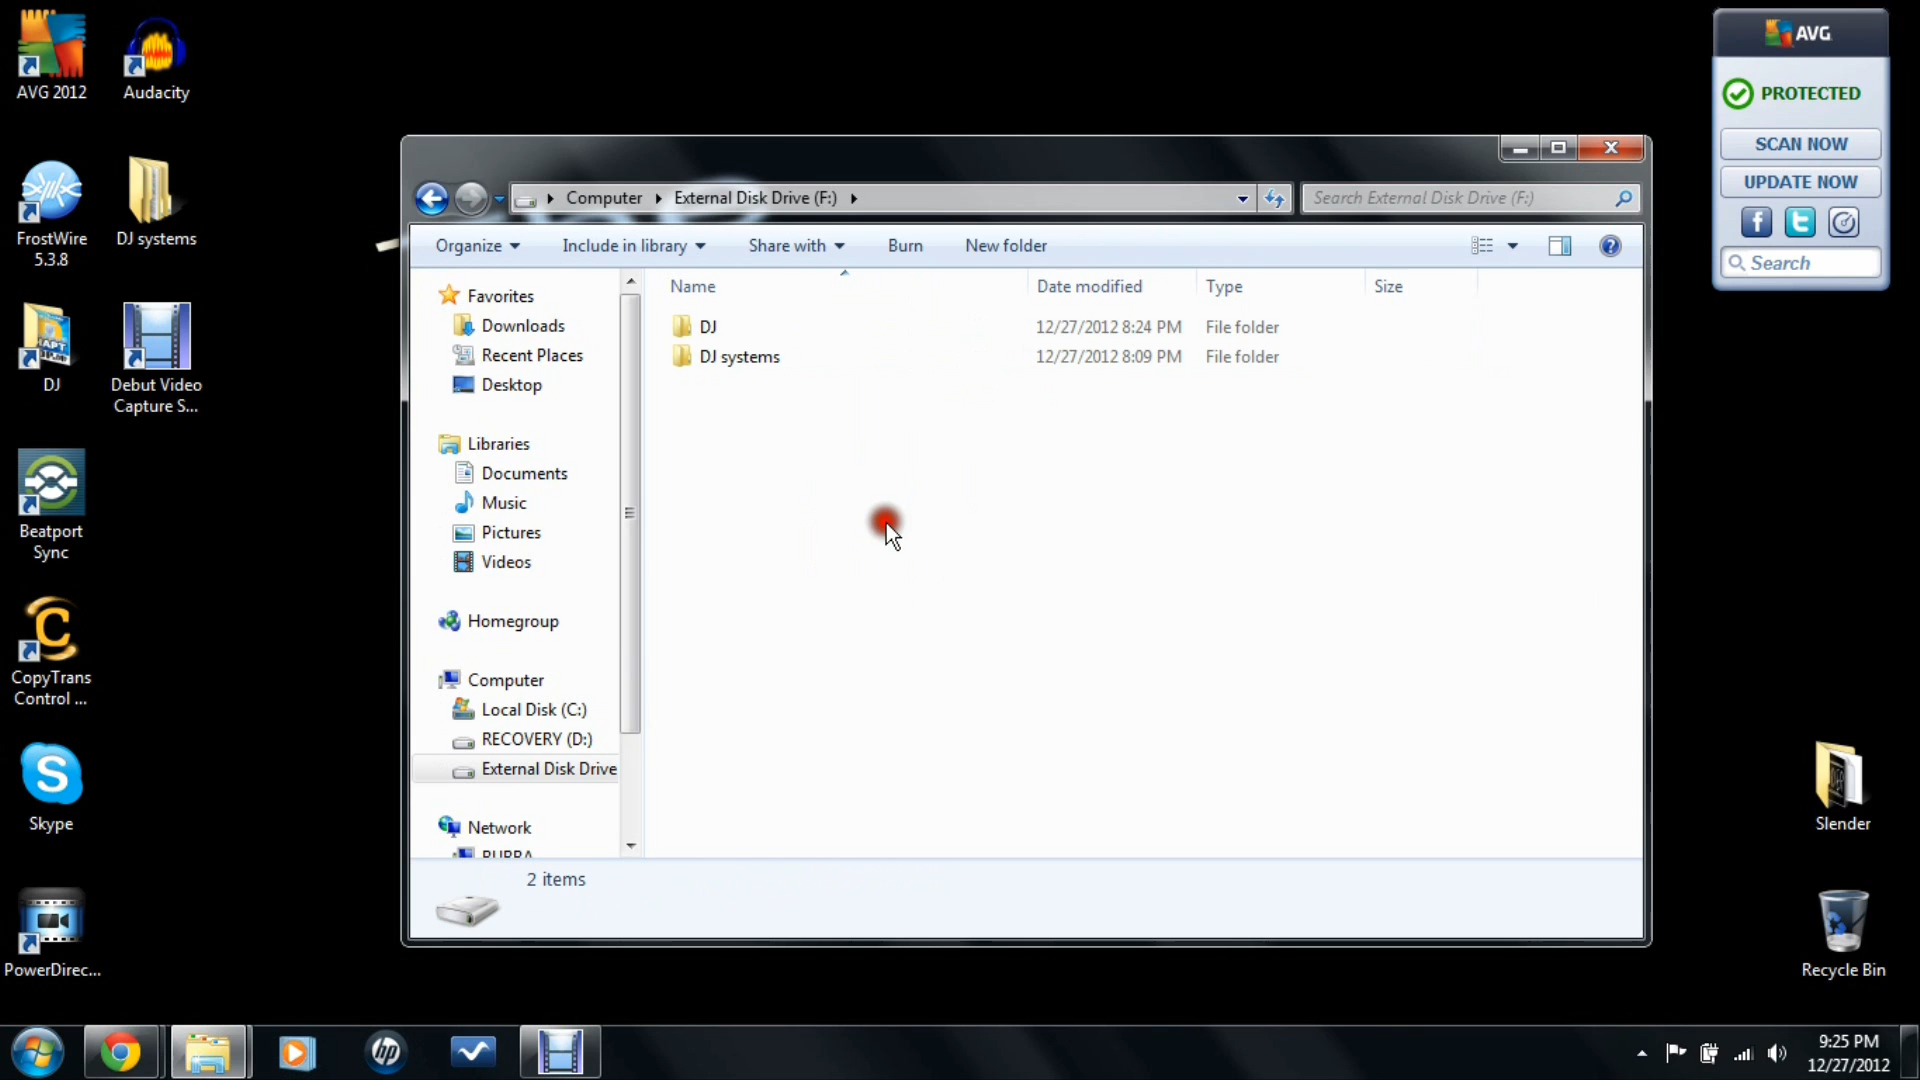 AVG 2012
Audacity
FrostWire
5.3.8
DJ systems
DJ
Debut Video
Capture S...
Beatport
Sync
CopyTrans
Control ...
Skype
PowerDirec...
Computer
External Disk Drive (F:)
Search External Disk Drive (F:)
Organize
Include in library
Share with
Burn
New folder
Favorites
Downloads
Recent Places
Desktop
Libraries
Documents
Music
Pictures
Videos
Homegroup
Computer
Local Disk (C:)
RECOVERY (D:)
External Disk Drive
Network
Name
Date modified
Type
Size
DJ
12/27/2012 8:24 PM
File folder
DJ systems
12/27/2012 8:09 PM
File folder
2 items
AVG
PROTECTED
SCAN NOW
UPDATE NOW
Search
Slender
Recycle Bin
hp
9:25 PM
12/27/2012